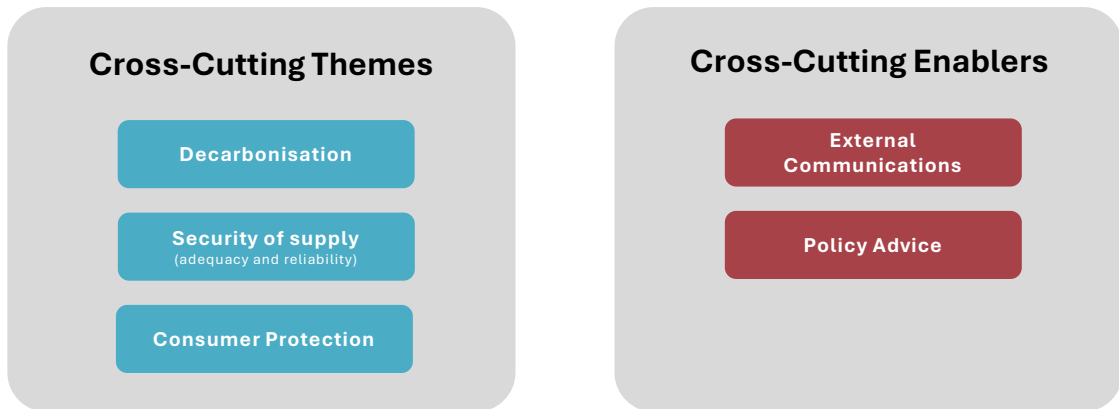 Cross-Cutting Themes
Decarbonisation
Security of supply
(adequacy and reliability)
Consumer Protection
Cross-Cutting Enablers
External
Communications
Policy Advice